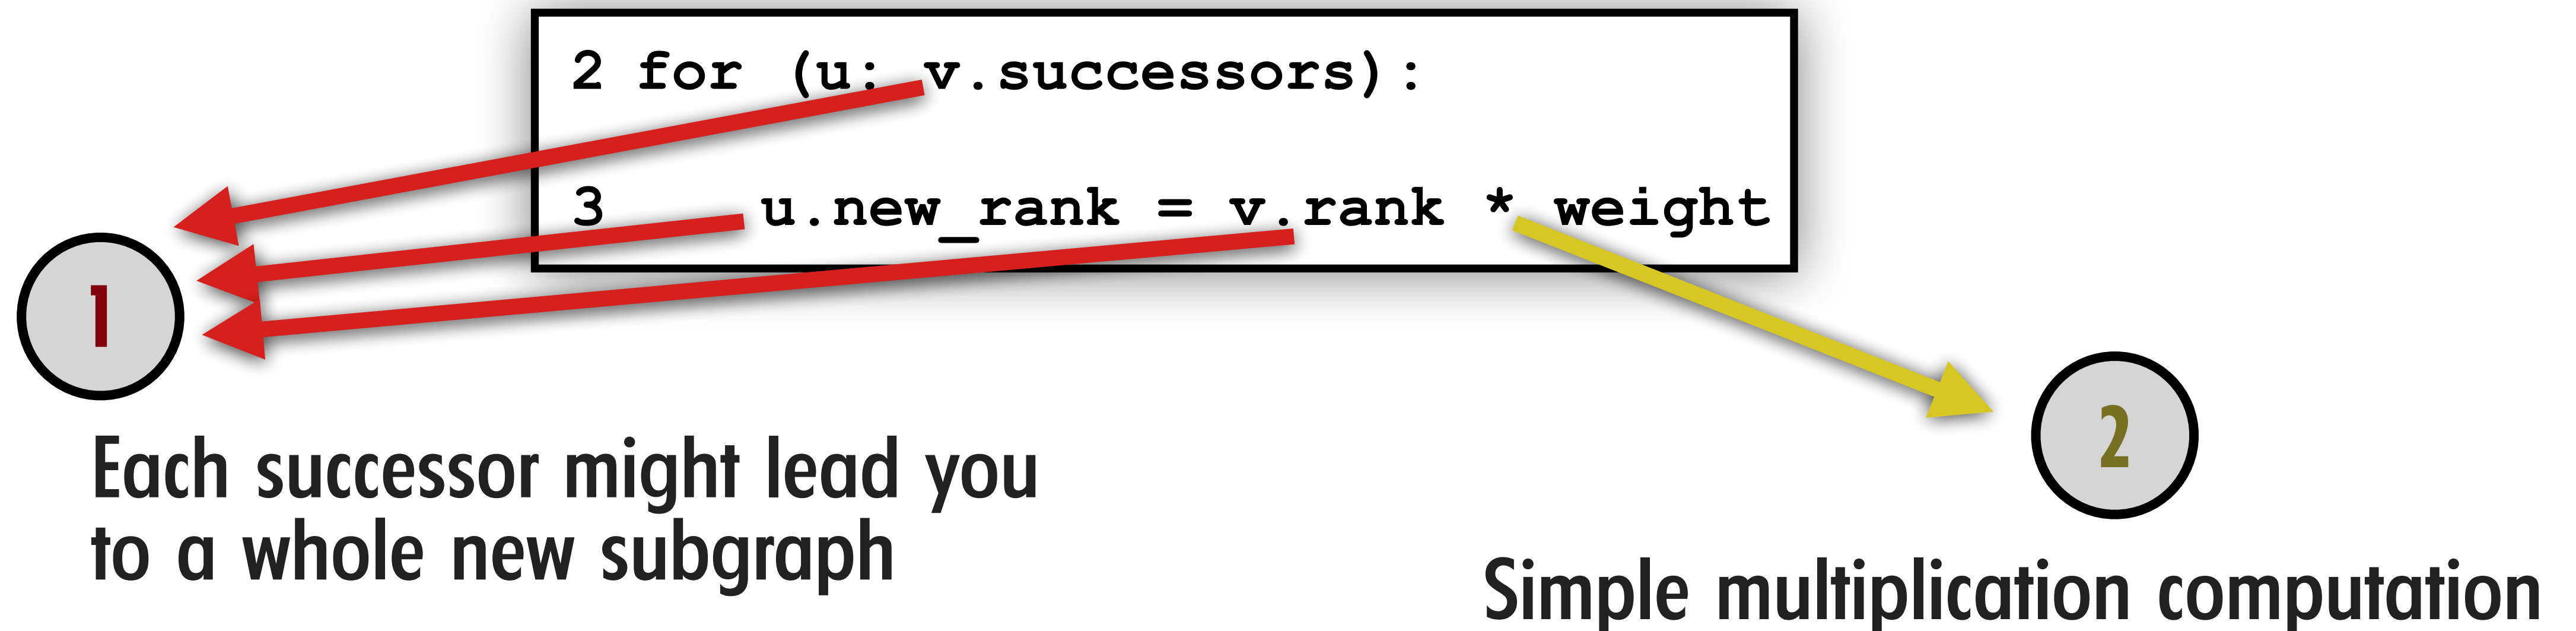 2 for (u: v.successors):
3 u.new_rank = v.rank * weight
1
2
Each successor might lead you
to a whole new subgraph
Simple multiplication computation